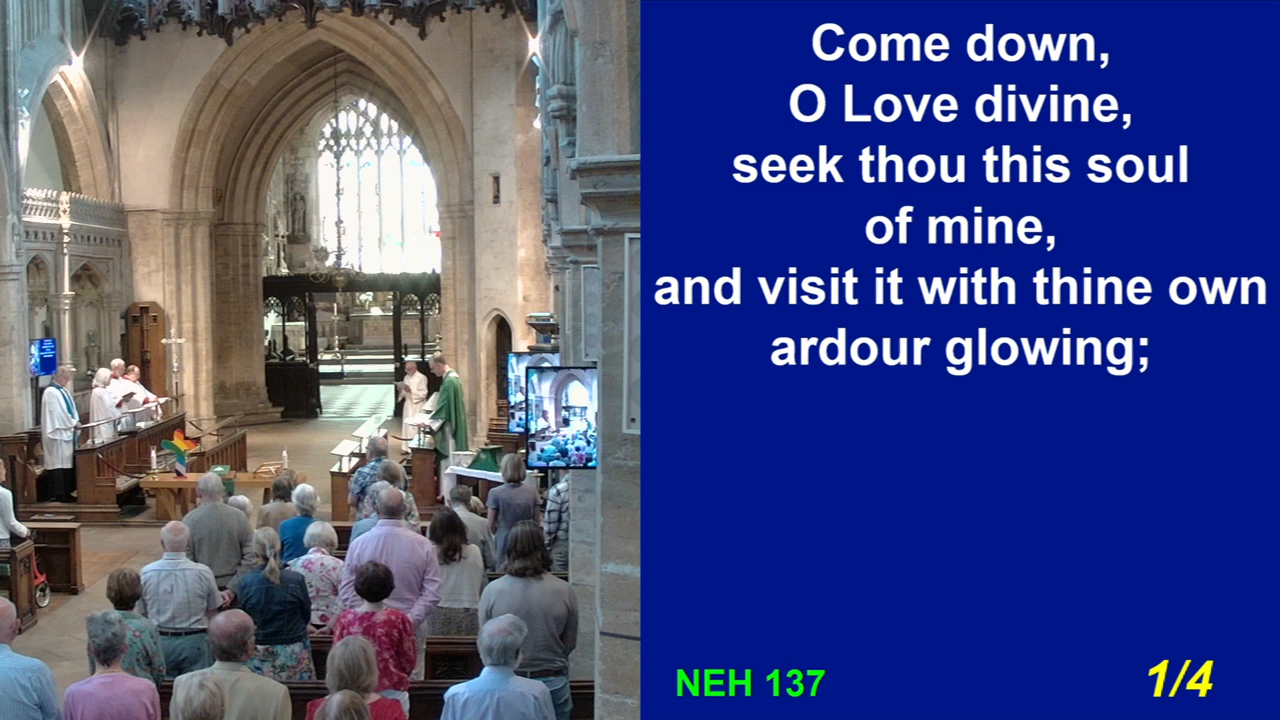 Come down,
O Love divine,
seek thou this soul
of mine,
and visit it with thine own
ardour glowing;
NEH 137
1/4